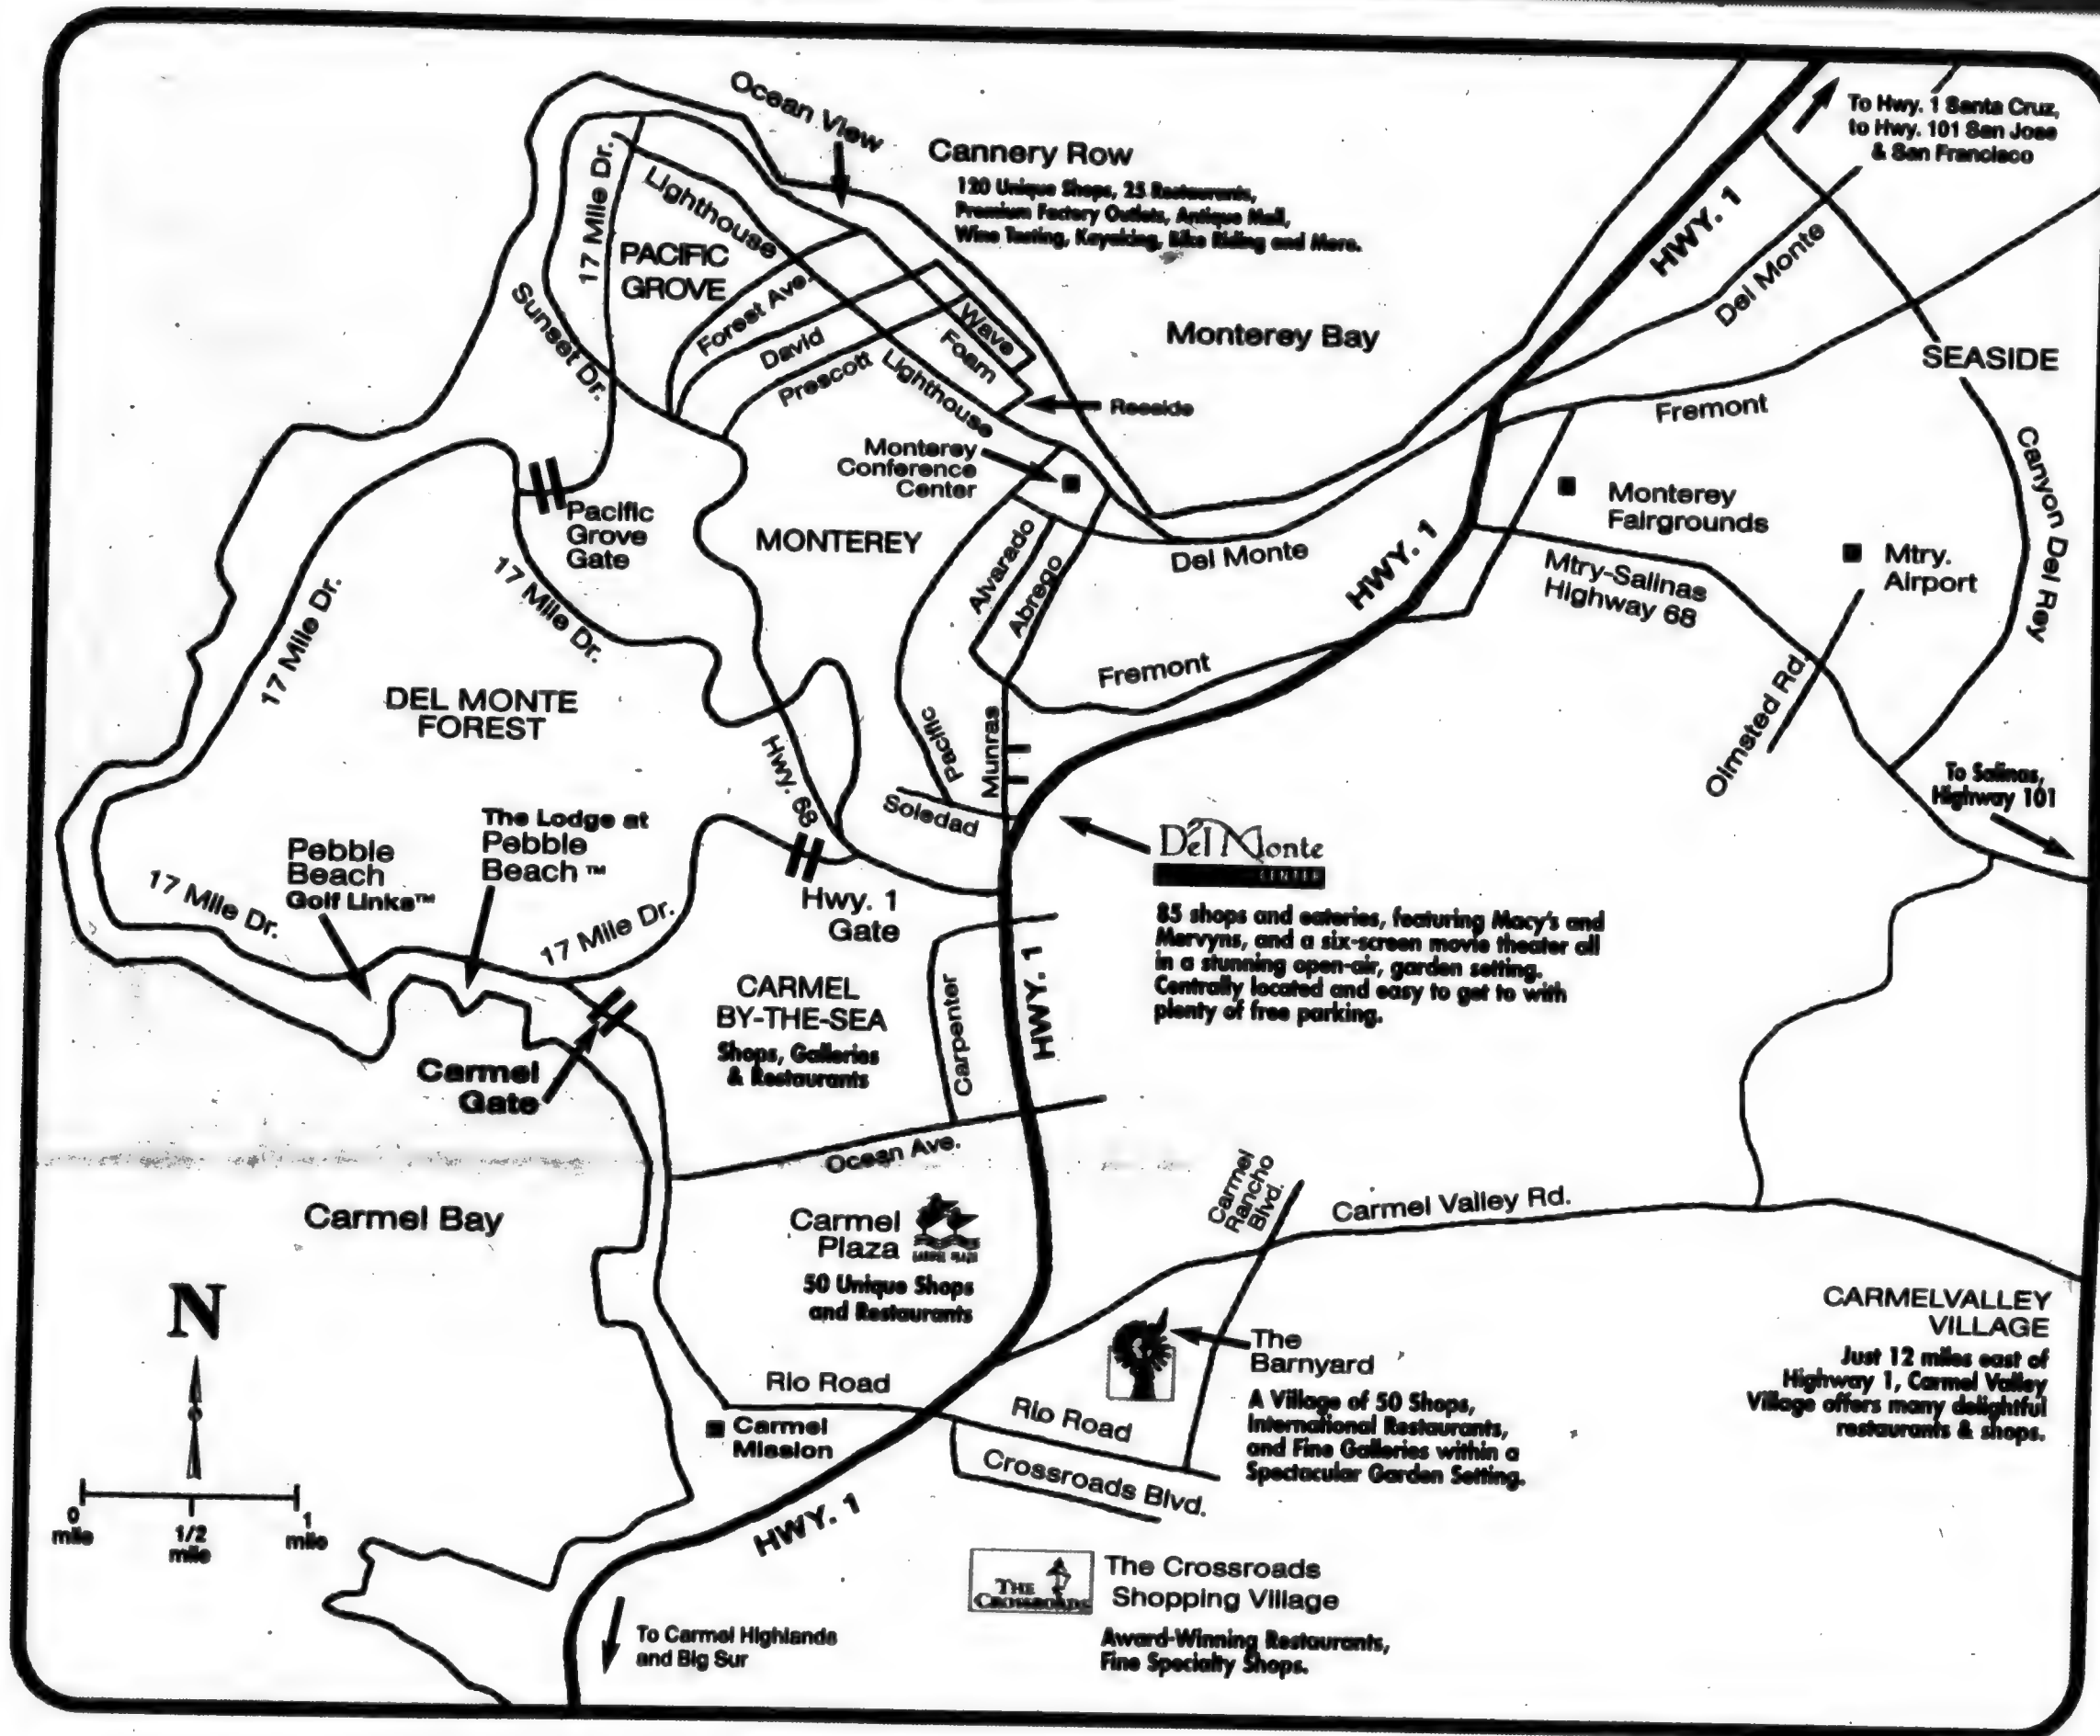 Ocean View
Cannery Row
120 Unique Shops, 25 Restaurants,
Premium Factory Outlets, Antique Mall,
Wine Tasting, Kayaking, Bike Riding and More.
To Hwy. 1 Santa Cruz,
to Hwy. 101 San Jose
& San Francisco
17 Mile Dr.
Lighthouse
PACIFIC
GROVE
Sunset Dr.
Forest Ave.
David
Prescott
Lighthouse
Wave
Foam
Reeside
Monterey Bay
HWY. 1
Del Monte
SEASIDE
Fremont
Canyon Del Rey
Monterey
Conference
Center
Monterey
Fairgrounds
Mtry.
Airport
Pacific
Grove
Gate
MONTEREY
Alvarado
Abrego
Del Monte
HWY. 1
Mtry-Salinas
Highway 68
17 Mile Dr.
17 Mile Dr.
Fremont
Olmsted Rd.
DEL MONTE
FOREST
Hwy. 68
Pacific
Munras
Soledad
To Salinas,
Highway 101
The Lodge at
Pebble
Beach™
Pebble
Beach
Golf Links™
17 Mile Dr.
17 Mile Dr.
Hwy. 1
Gate
Del Monte
CENTER
85 shops and eateries, featuring Macy's and
Mervyns, and a six-screen movie theater all
in a stunning open-air, garden setting.
Centrally located and easy to get to with
plenty of free parking.
CARMEL
BY-THE-SEA
Shops, Galleries
& Restaurants
Carpenter
HWY. 1
Carmel
Gate
Ocean Ave.
Carmel Bay
Carmel
Plaza
50 Unique Shops
and Restaurants
Carmel
Rancho
Blvd.
Carmel Valley Rd.
N
The
Barnyard
A Village of 50 Shops,
International Restaurants,
and Fine Galleries within a
Spectacular Garden Setting.
CARMELVALLEY
VILLAGE
Just 12 miles east of
Highway 1, Carmel Valley
Village offers many delightful
restaurants & shops.
Rio Road
Carmel
Mission
Rio Road
Crossroads Blvd.
HWY. 1
0
mile
1/2
mile
1
mile
THE
CROSSROADS
The Crossroads
Shopping Village
Award-Winning Restaurants,
Fine Specialty Shops.
To Carmel Highlands
and Big Sur